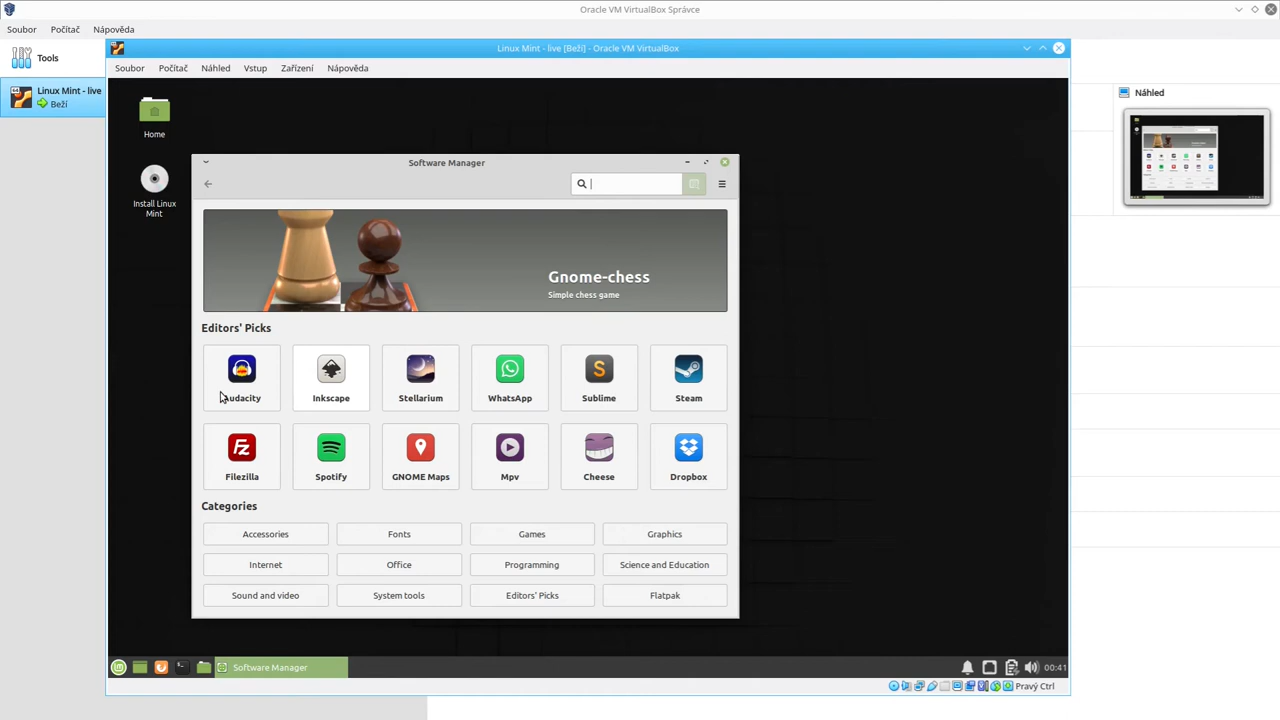 Oracle VM VirtualBox Správce
Soubor Počítač Nápověda
Tools
Linux Mint - live
Beží
Linux Mint - live [Beží] - Oracle VM VirtualBox
Soubor Počítač Náhled Vstup Zařízení Nápověda
Náhled
Home
Install Linux
Mint
Software Manager
Gnome-chess
Simple chess game
Editors' Picks
Audacity Inkscape Stellarium WhatsApp Sublime Steam
Filezilla Spotify GNOME Maps Mpv Cheese Dropbox
Categories
Accessories Fonts Games Graphics
Internet Office Programming Science and Education
Sound and video System tools Editors' Picks Flatpak
Software Manager
00:41
Pravý Ctrl